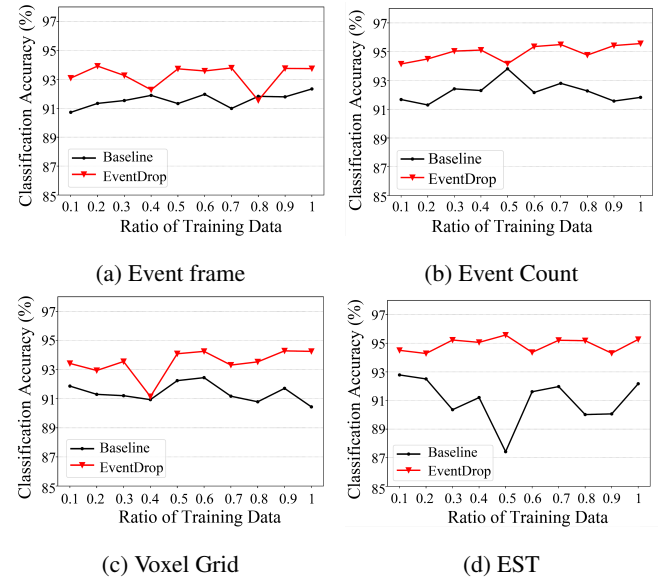 Classification Accuracy (%)
97
95
93
91
89
87
85
Baseline
EventDrop
0.1 0.2 0.3 0.4 0.5 0.6 0.7 0.8 0.9 1
Ratio of Training Data
(a) Event frame
Classification Accuracy (%)
97
95
93
91
89
87
85
Baseline
EventDrop
0.1 0.2 0.3 0.4 0.5 0.6 0.7 0.8 0.9 1
Ratio of Training Data
(b) Event Count
Classification Accuracy (%)
97
95
93
91
89
87
85
Baseline
EventDrop
0.1 0.2 0.3 0.4 0.5 0.6 0.7 0.8 0.9 1
Ratio of Training Data
(c) Voxel Grid
Classification Accuracy (%)
97
95
93
91
89
87
85
Baseline
EventDrop
0.1 0.2 0.3 0.4 0.5 0.6 0.7 0.8 0.9 1
Ratio of Training Data
(d) EST